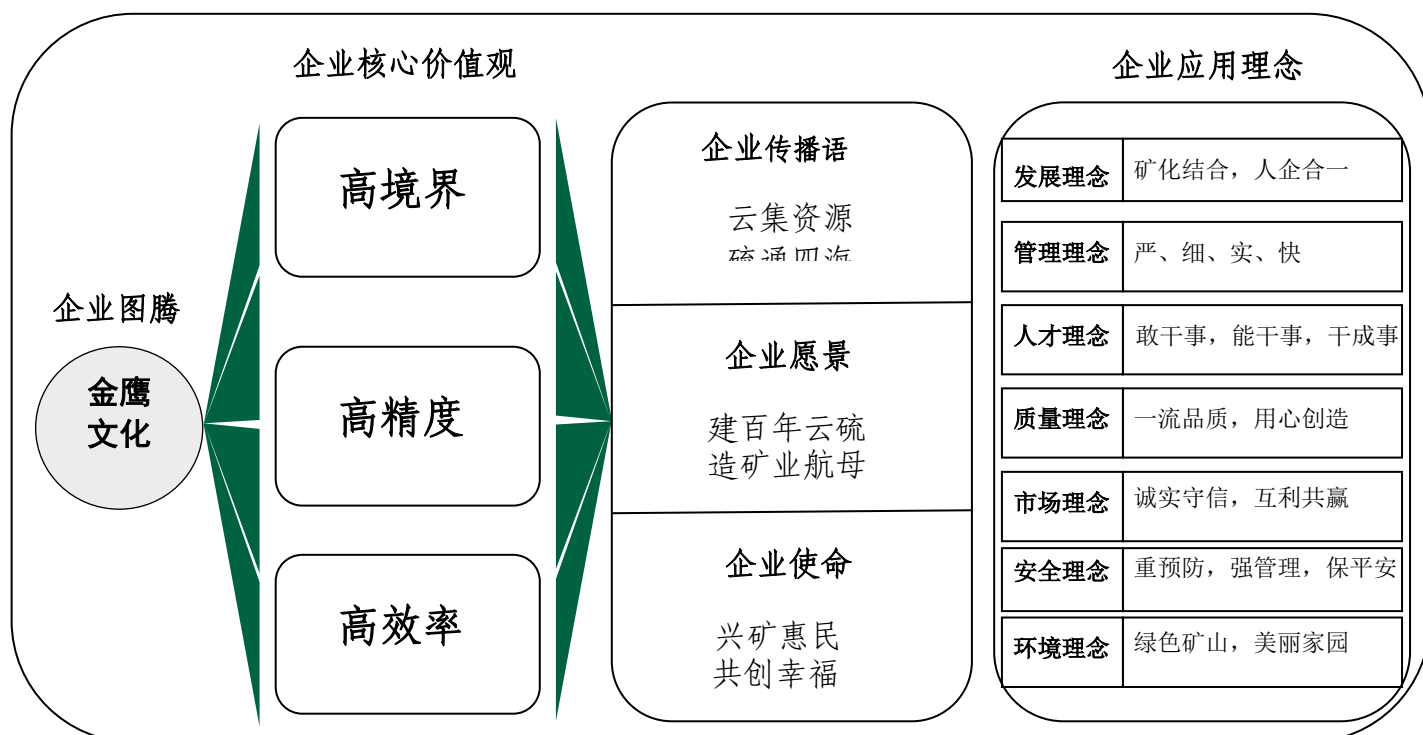 企业图腾
金鹰
文化
企业核心价值观
高境界
高精度
高效率
企业传播语
云集资源
硫通四海
企业愿景
建百年云硫
造矿业航母
企业使命
兴矿惠民
共创幸福
企业应用理念
发展理念 矿化结合，人企合一
管理理念 严、细、实、快
人才理念 敢干事，能干事，干成事
质量理念 一流品质，用心创造
市场理念 诚实守信，互利共赢
安全理念 重预防，强管理，保平安
环境理念 绿色矿山，美丽家园